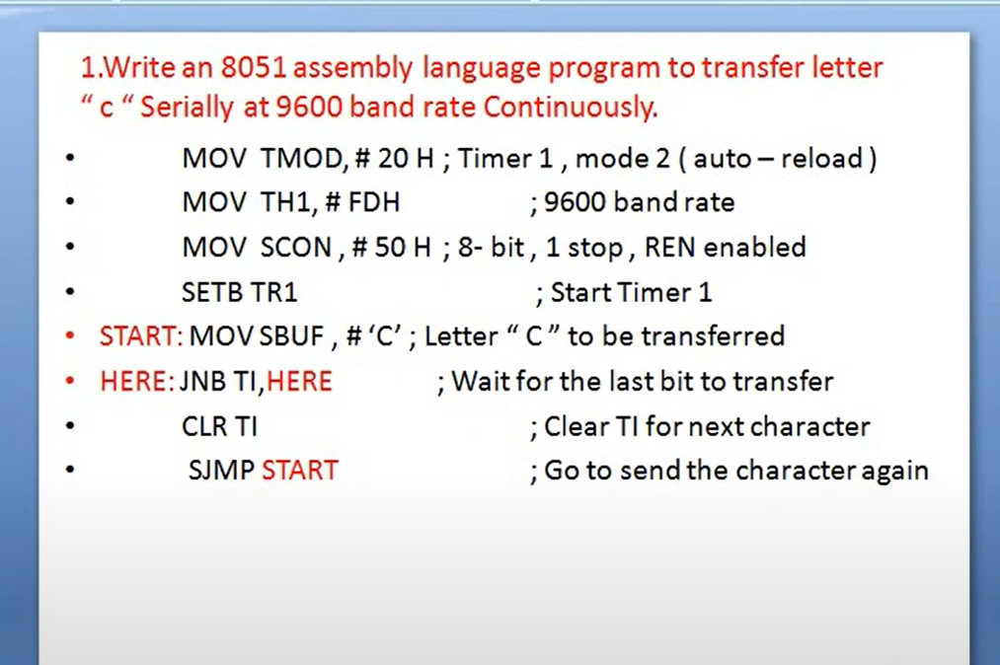 1.Write an 8051 assembly language program to transfer letter
“ c “ Serially at 9600 band rate Continuously.
• MOV TMOD, # 20 H ; Timer 1 , mode 2 ( auto – reload )
• MOV TH1, # FDH ; 9600 band rate
• MOV SCON , # 50 H ; 8- bit , 1 stop , REN enabled
• SETB TR1 ; Start Timer 1
• START: MOV SBUF , # ‘C’ ; Letter “ C ” to be transferred
• HERE: JNB TI,HERE ; Wait for the last bit to transfer
• CLR TI ; Clear TI for next character
• SJMP START ; Go to send the character again